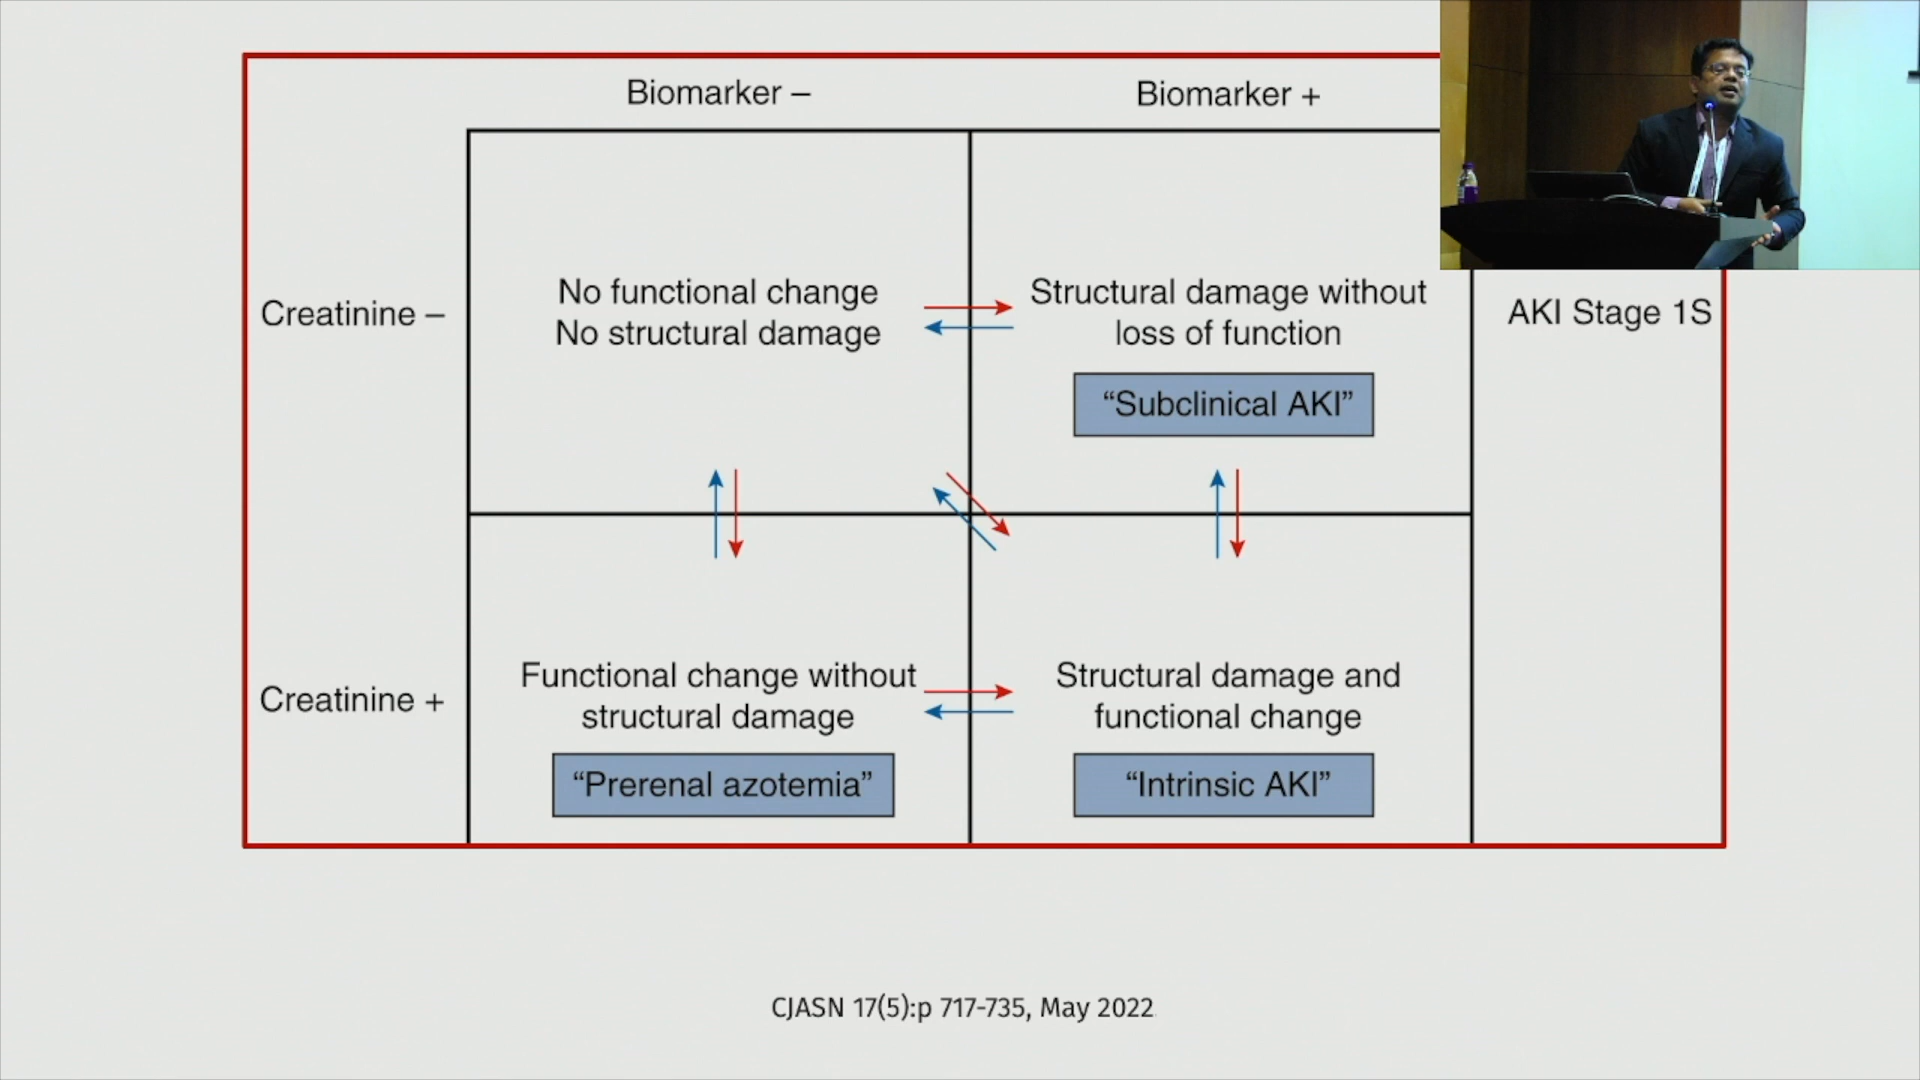 Biomarker –
Biomarker +
Creatinine –
No functional change
No structural damage
Structural damage without
loss of function
“Subclinical AKI”
AKI Stage 1S
Creatinine +
Functional change without
structural damage
“Prerenal azotemia”
Structural damage and
functional change
“Intrinsic AKI”
CJASN 17(5):p 717-735, May 2022